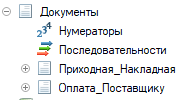 Документы
Нумераторы
Последовательности
Приходная_Накладная
Оплата_Поставщику